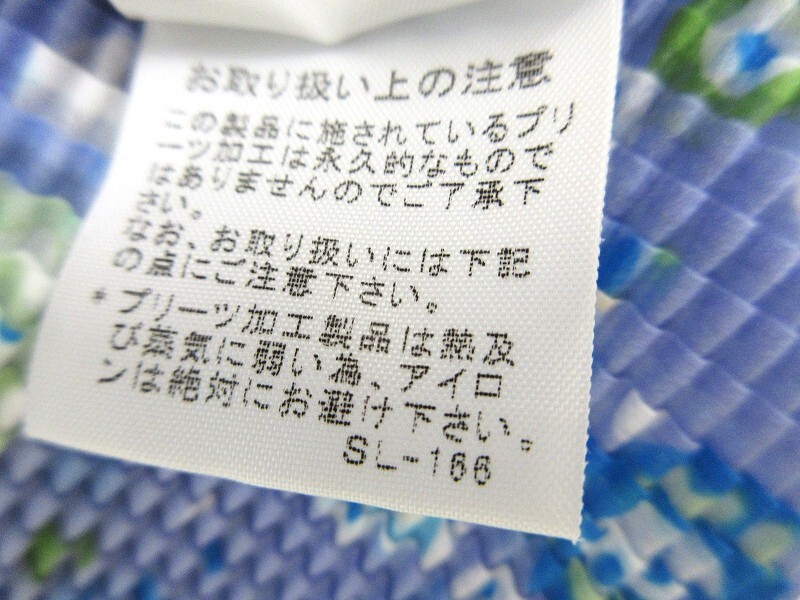 お取り扱い上の注意
この製品に施されているプリ
ーツ加工は永久的なもので
はありませんのでご了承下
さい。
なお、お取り扱いには下記
の点にご注意下さい。
*プリーツ加工製品は熱及
び蒸気に弱い為、アイロ
ンは絶対にお避け下さい。
SL-166